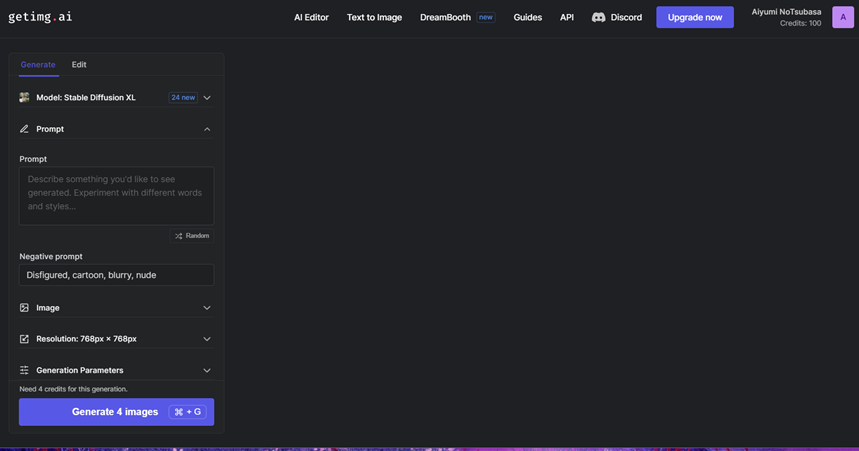 getimg.ai
AI Editor
Text to Image
DreamBooth new
Guides
API
Discord
Upgrade now
Aiyumi NoTsubasa
Credits: 100
A
Generate
Edit
Model: Stable Diffusion XL
24 new
Prompt
Prompt
Describe something you'd like to see
generated. Experiment with different words
and styles...
Random
Negative prompt
Disfigured, cartoon, blurry, nude
Image
Resolution: 768px × 768px
Generation Parameters
Need 4 credits for this generation.
Generate 4 images ⌘ + G